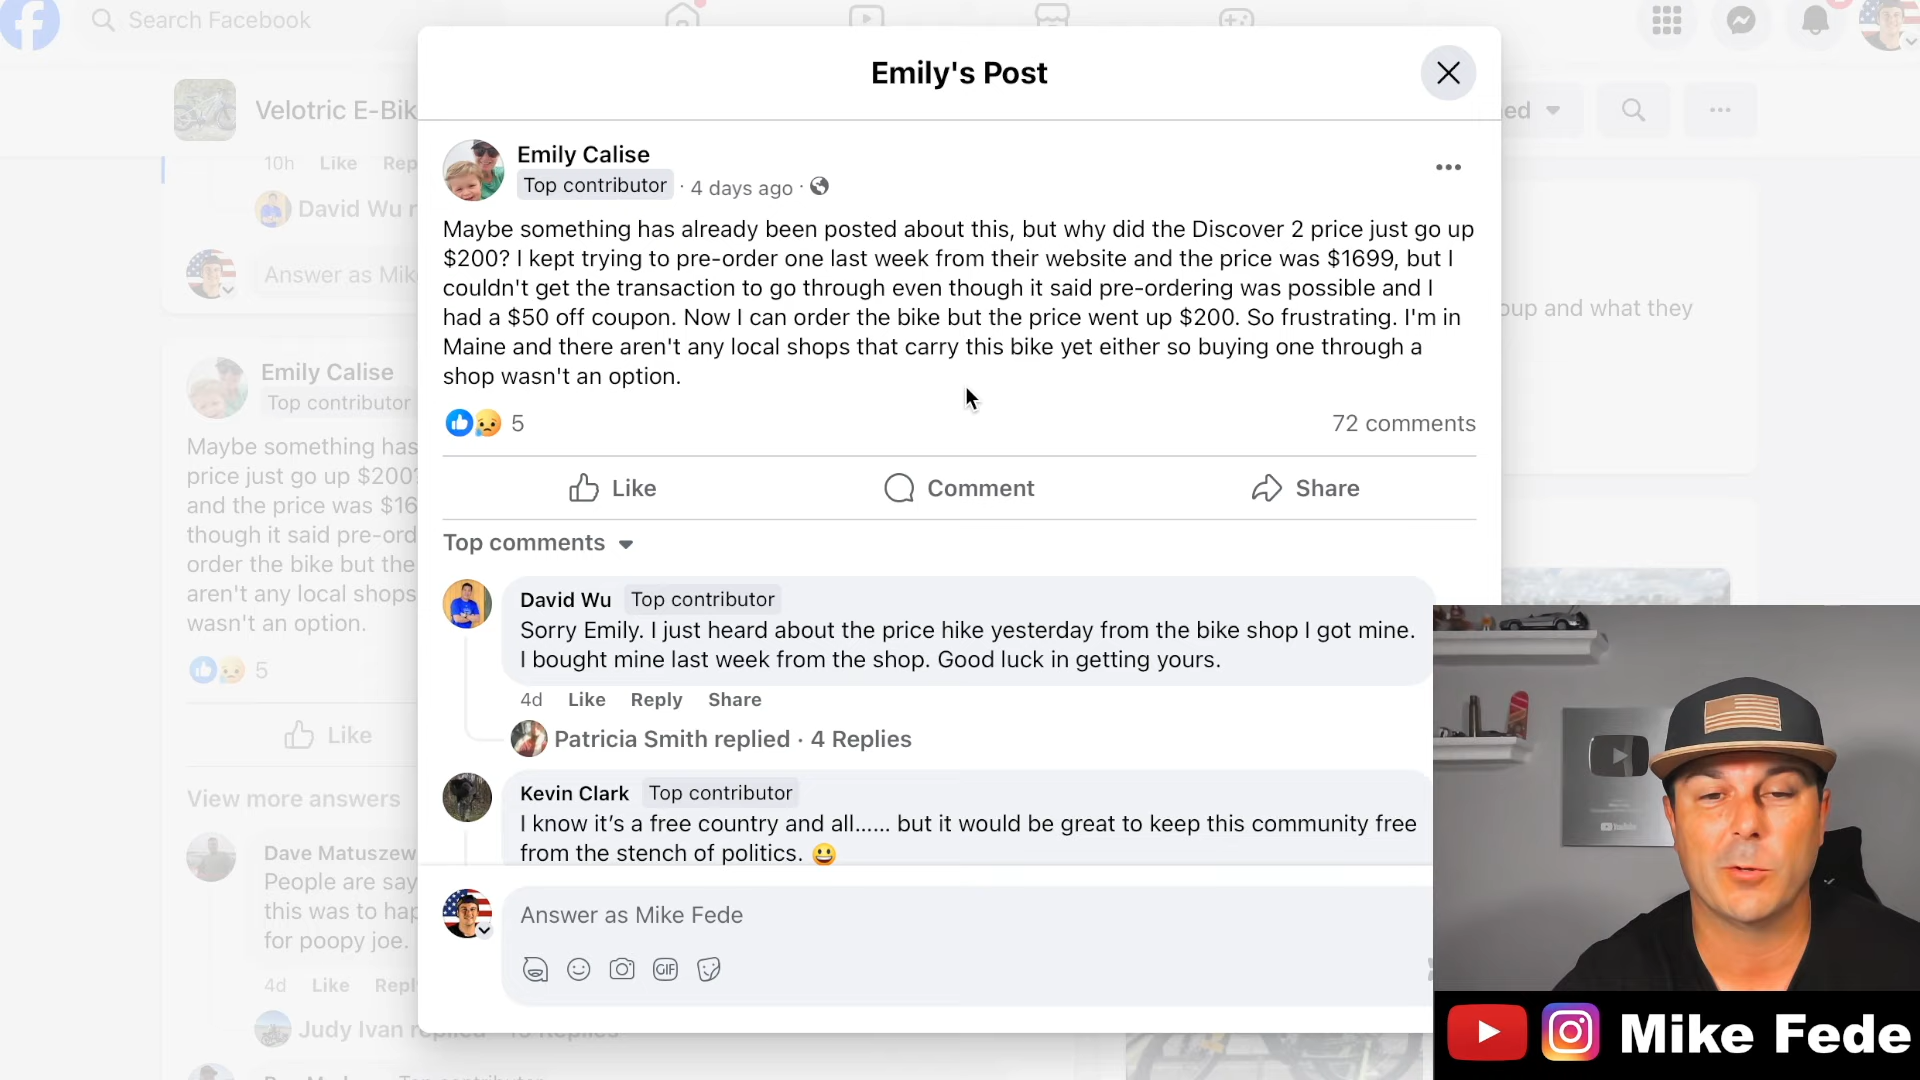 Search Facebook
Emily's Post
Velotric E-Bik
10h Like Rep
David Wu r
Answer as Mik
Emily Calise
Top contributor · 4 days ago ·
Maybe something has already been posted about this, but why did the Discover 2 price just go up
$200? I kept trying to pre-order one last week from their website and the price was $1699, but I
couldn't get the transaction to go through even though it said pre-ordering was possible and I
had a $50 off coupon. Now I can order the bike but the price went up $200. So frustrating. I'm in
Maine and there aren't any local shops that carry this bike yet either so buying one through a
shop wasn't an option.
5
72 comments
Like
Comment
Share
Top comments
David Wu Top contributor
Sorry Emily. I just heard about the price hike yesterday from the bike shop I got mine.
I bought mine last week from the shop. Good luck in getting yours.
4d Like Reply Share
Patricia Smith replied · 4 Replies
Kevin Clark Top contributor
I know it's a free country and all...... but it would be great to keep this community free
from the stench of politics. 😀
Answer as Mike Fede
GIF
Emily Calise
Top contributor
Maybe something has
price just go up $200?
and the price was $16
though it said pre-ord
order the bike but the
aren't any local shops
wasn't an option.
5
Like
View more answers
Dave Matuszew
People are say
this was to hap
for poopy joe.
4d Like Repl
Judy Ivan replied
Replies
Top contributor
ed
oup and what they
YouTube
Mike Fede